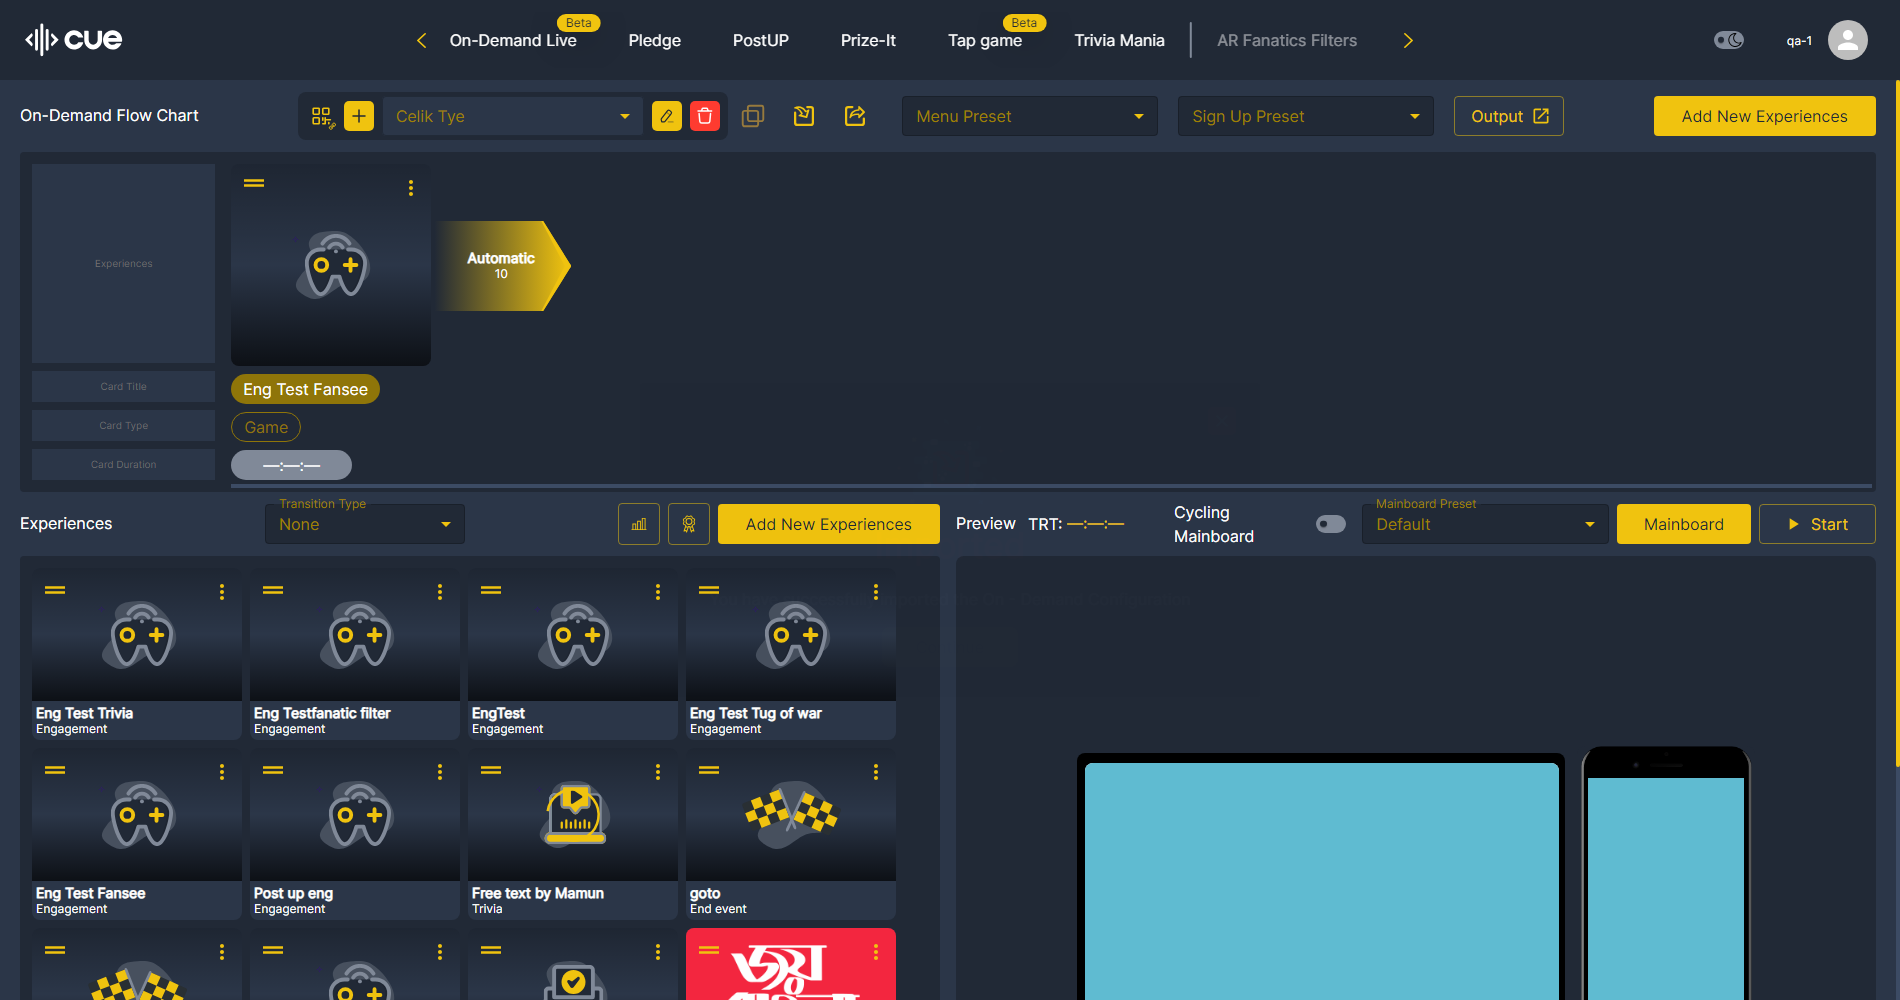 cue
On-Demand Live
Beta
Pledge
PostUP
Prize-It
Tap game
Beta
Trivia Mania
AR Fanatics Filters
qa-1
On-Demand Flow Chart
Celik Tye
Menu Preset
Sign Up Preset
Output
Add New Experiences
Experiences
Automatic
10
Card Title
Eng Test Fansee
Card Type
Game
Card Duration
—:—:—
Experiences
Transition Type
None
Add New Experiences
Preview
TRT: —:—:—
Cycling
Mainboard
Mainboard Preset
Default
Mainboard
Start
Eng Test Trivia
Engagement
Eng Testfanatic filter
Engagement
EngTest
Engagement
Eng Test Tug of war
Engagement
Eng Test Fansee
Engagement
Post up eng
Engagement
Free text by Mamun
Trivia
goto
End event
জয়